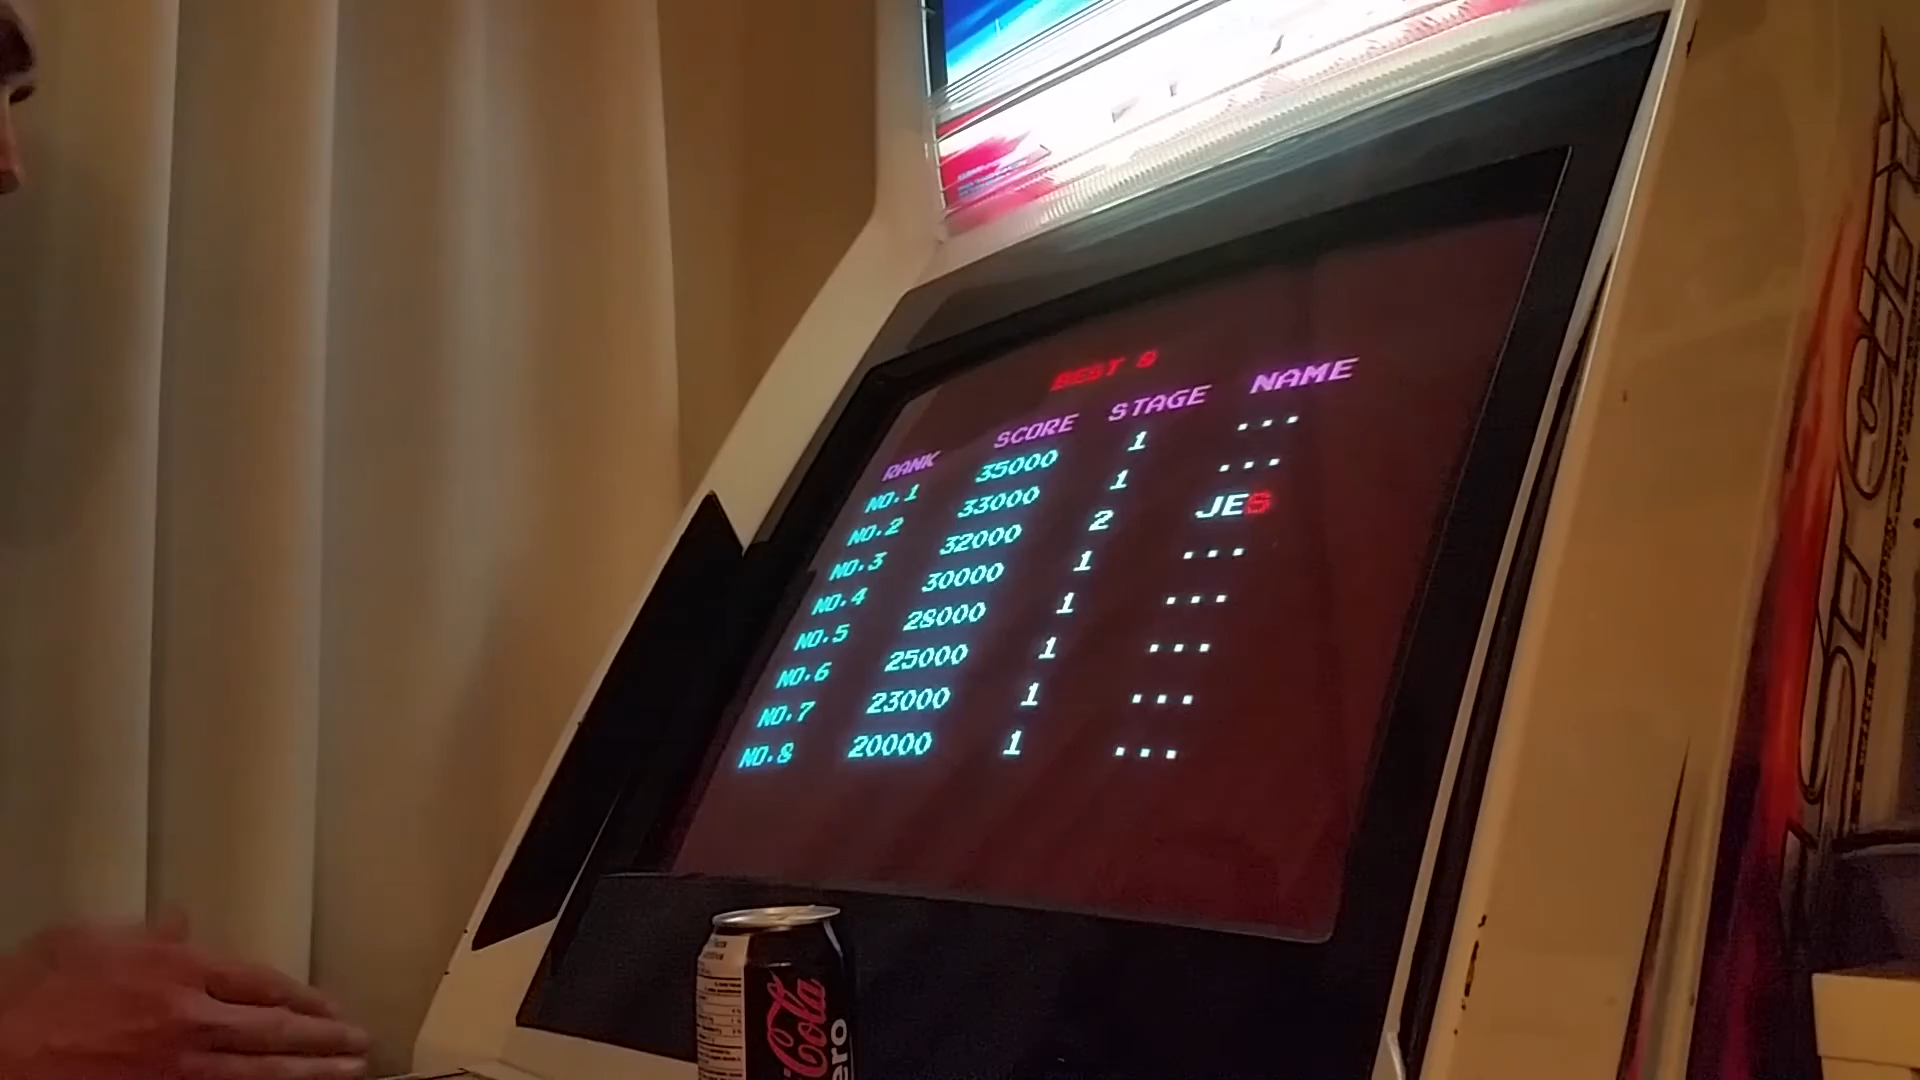 BEST 8
RANK SCORE STAGE NAME
NO.1 35000 1 ...
NO.2 33000 1 ...
NO.3 32000 2 JES
NO.4 30000 1 ...
NO.5 28000 1 ...
NO.6 25000 1 ...
NO.7 23000 1 ...
NO.8 20000 1 ...
Coca-Cola
zero